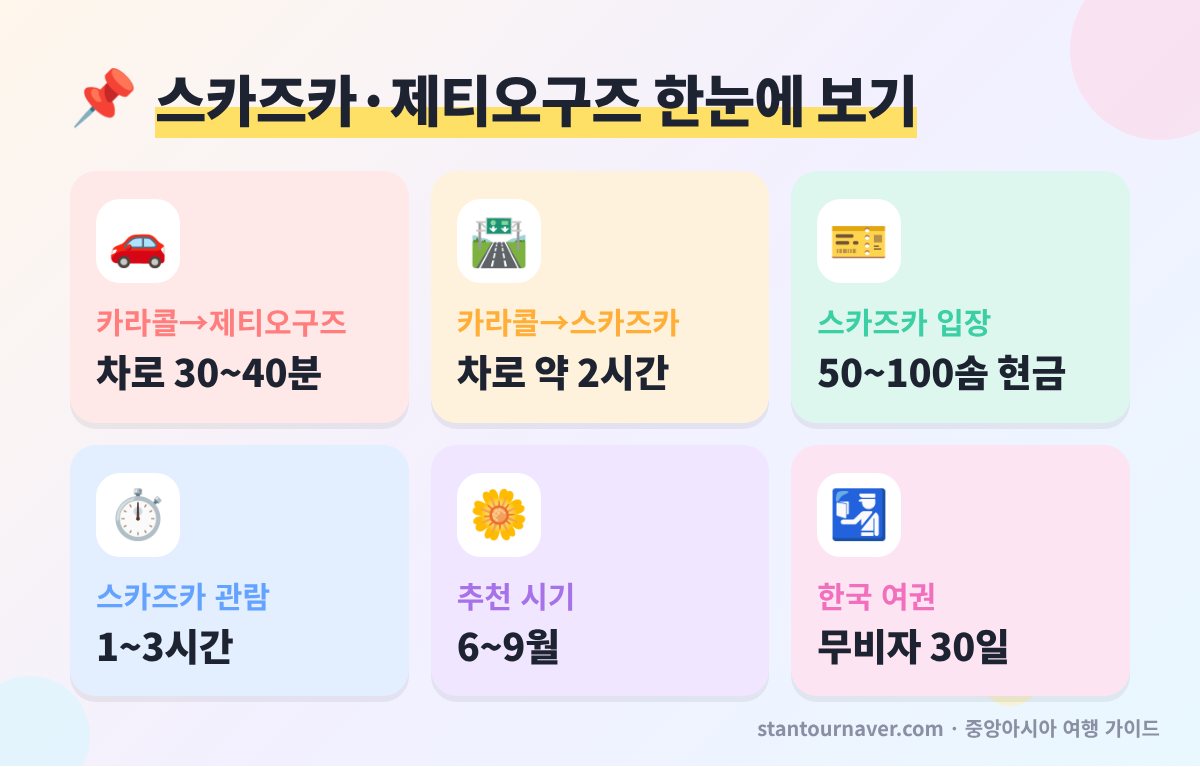 스카즈카·제티오구즈 한눈에 보기
카라콜→제티오구즈
차로 30~40분
카라콜→스카즈카
차로 약 2시간
스카즈카 입장
50~100솜 현금
스카즈카 관람
1~3시간
추천 시기
6~9월
한국 여권
무비자 30일
stantournaver.com · 중앙아시아 여행 가이드